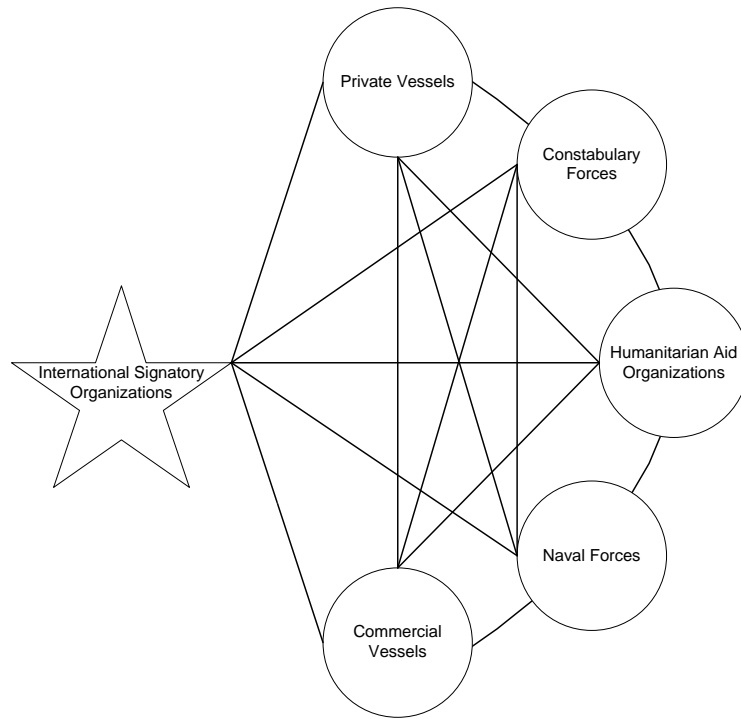 Private Vessels
Constabulary
Forces
International Signatory
Organizations
Humanitarian Aid
Organizations
Naval Forces
Commercial
Vessels